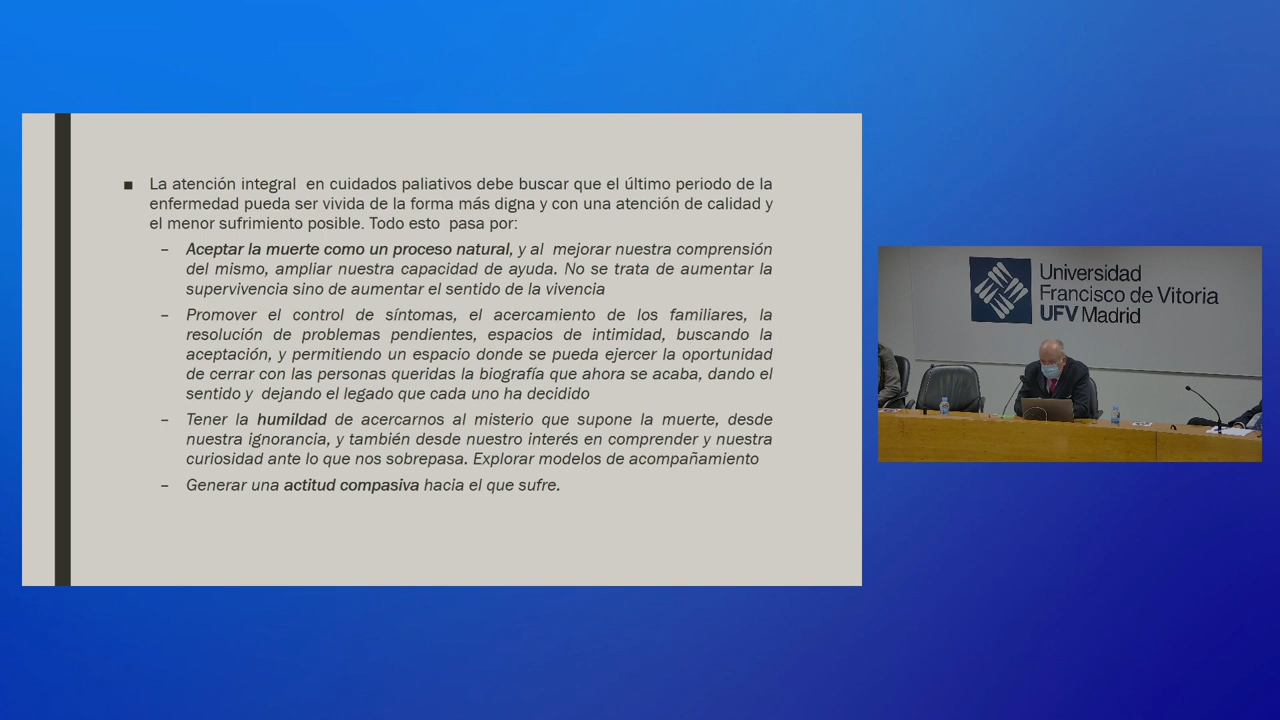 ■ La atención integral en cuidados paliativos debe buscar que el último periodo de la
enfermedad pueda ser vivida de la forma más digna y con una atención de calidad y
el menor sufrimiento posible. Todo esto pasa por:
– Aceptar la muerte como un proceso natural, y al mejorar nuestra comprensión
del mismo, ampliar nuestra capacidad de ayuda. No se trata de aumentar la
supervivencia sino de aumentar el sentido de la vivencia
– Promover el control de síntomas, el acercamiento de los familiares, la
resolución de problemas pendientes, espacios de intimidad, buscando la
aceptación, y permitiendo un espacio donde se pueda ejercer la oportunidad
de cerrar con las personas queridas la biografía que ahora se acaba, dando el
sentido y dejando el legado que cada uno ha decidido
– Tener la humildad de acercarnos al misterio que supone la muerte, desde
nuestra ignorancia, y también desde nuestro interés en comprender y nuestra
curiosidad ante lo que nos sobrepasa. Explorar modelos de acompañamiento
– Generar una actitud compasiva hacia el que sufre.
Universidad
Francisco de Vitoria
UFV Madrid